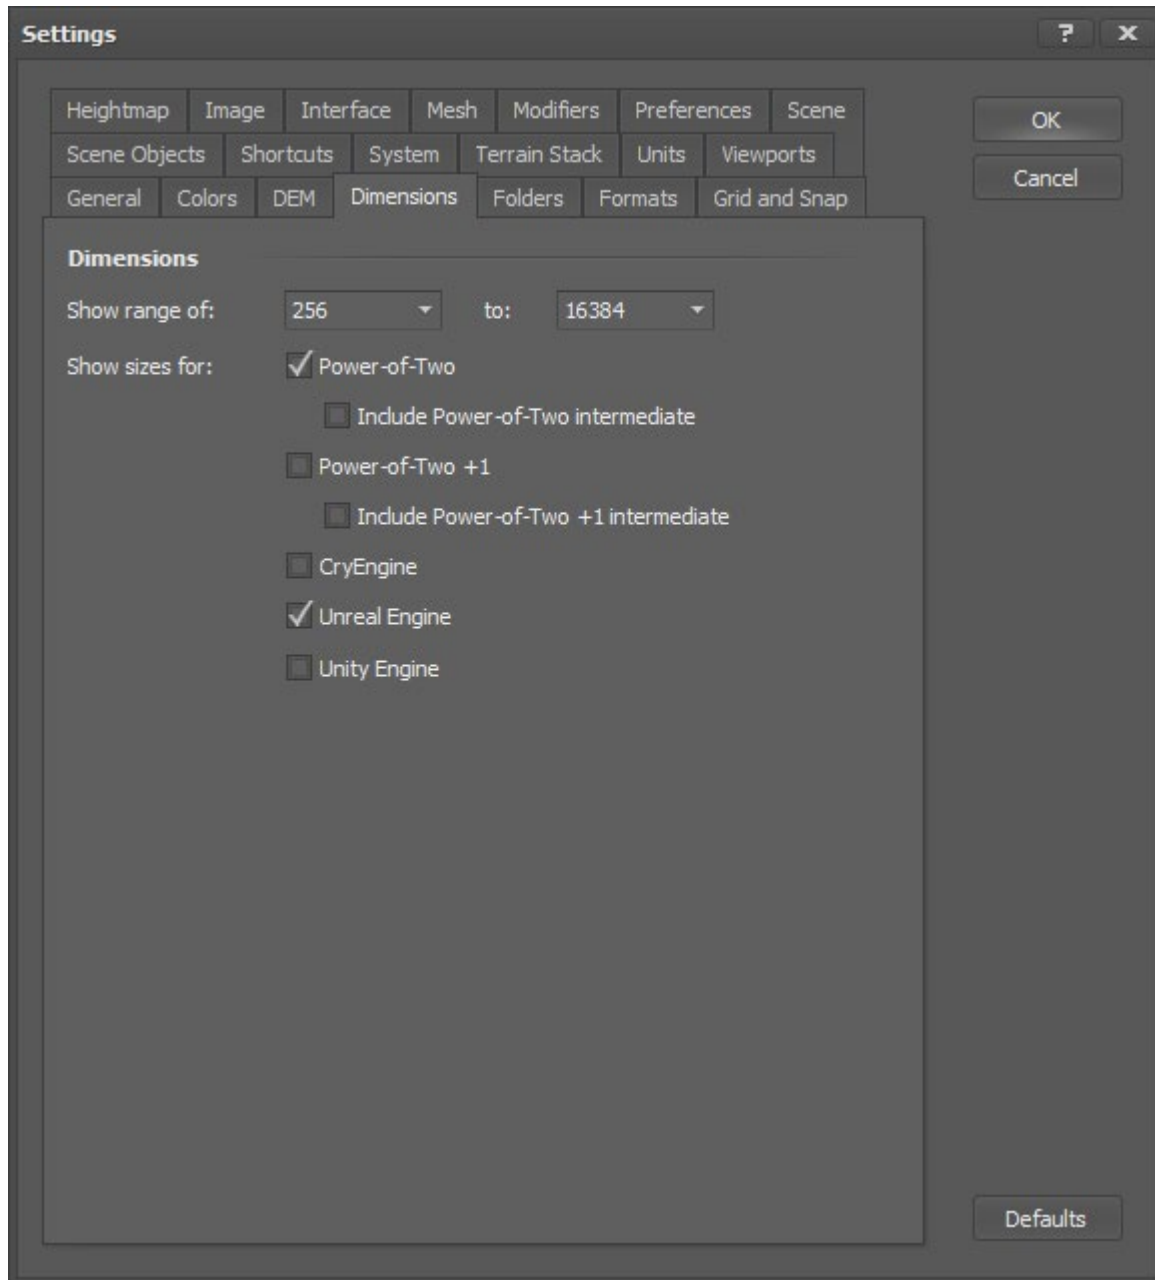 Settings ? x
Heightmap Image Interface Mesh Modifiers Preferences Scene
Scene Objects Shortcuts System Terrain Stack Units Viewports
General Colors DEM Dimensions Folders Formats Grid and Snap
OK
Cancel
Dimensions
Show range of: 256 to: 16384
Show sizes for: Power-of-Two
Include Power-of-Two intermediate
Power-of-Two +1
Include Power-of-Two +1 intermediate
CryEngine
Unreal Engine
Unity Engine
Defaults